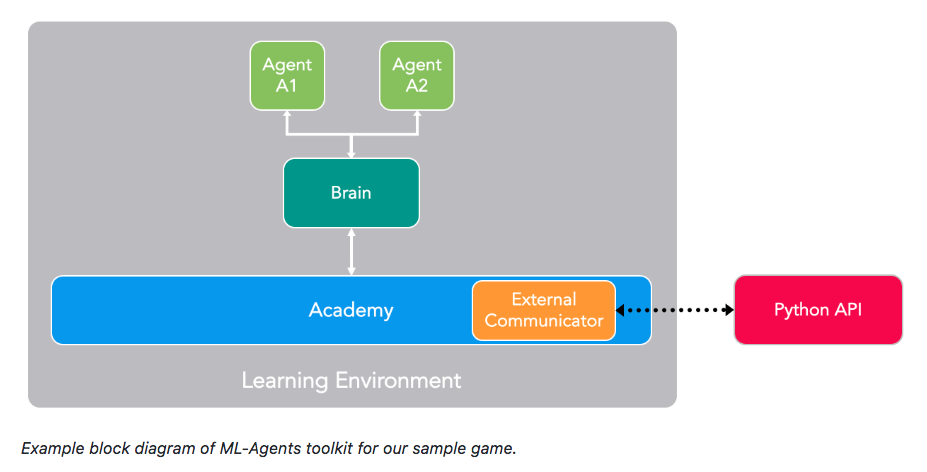 Agent
A1
Agent
A2
Brain
Academy
External
Communicator
Python API
Learning Environment
Example block diagram of ML-Agents toolkit for our sample game.